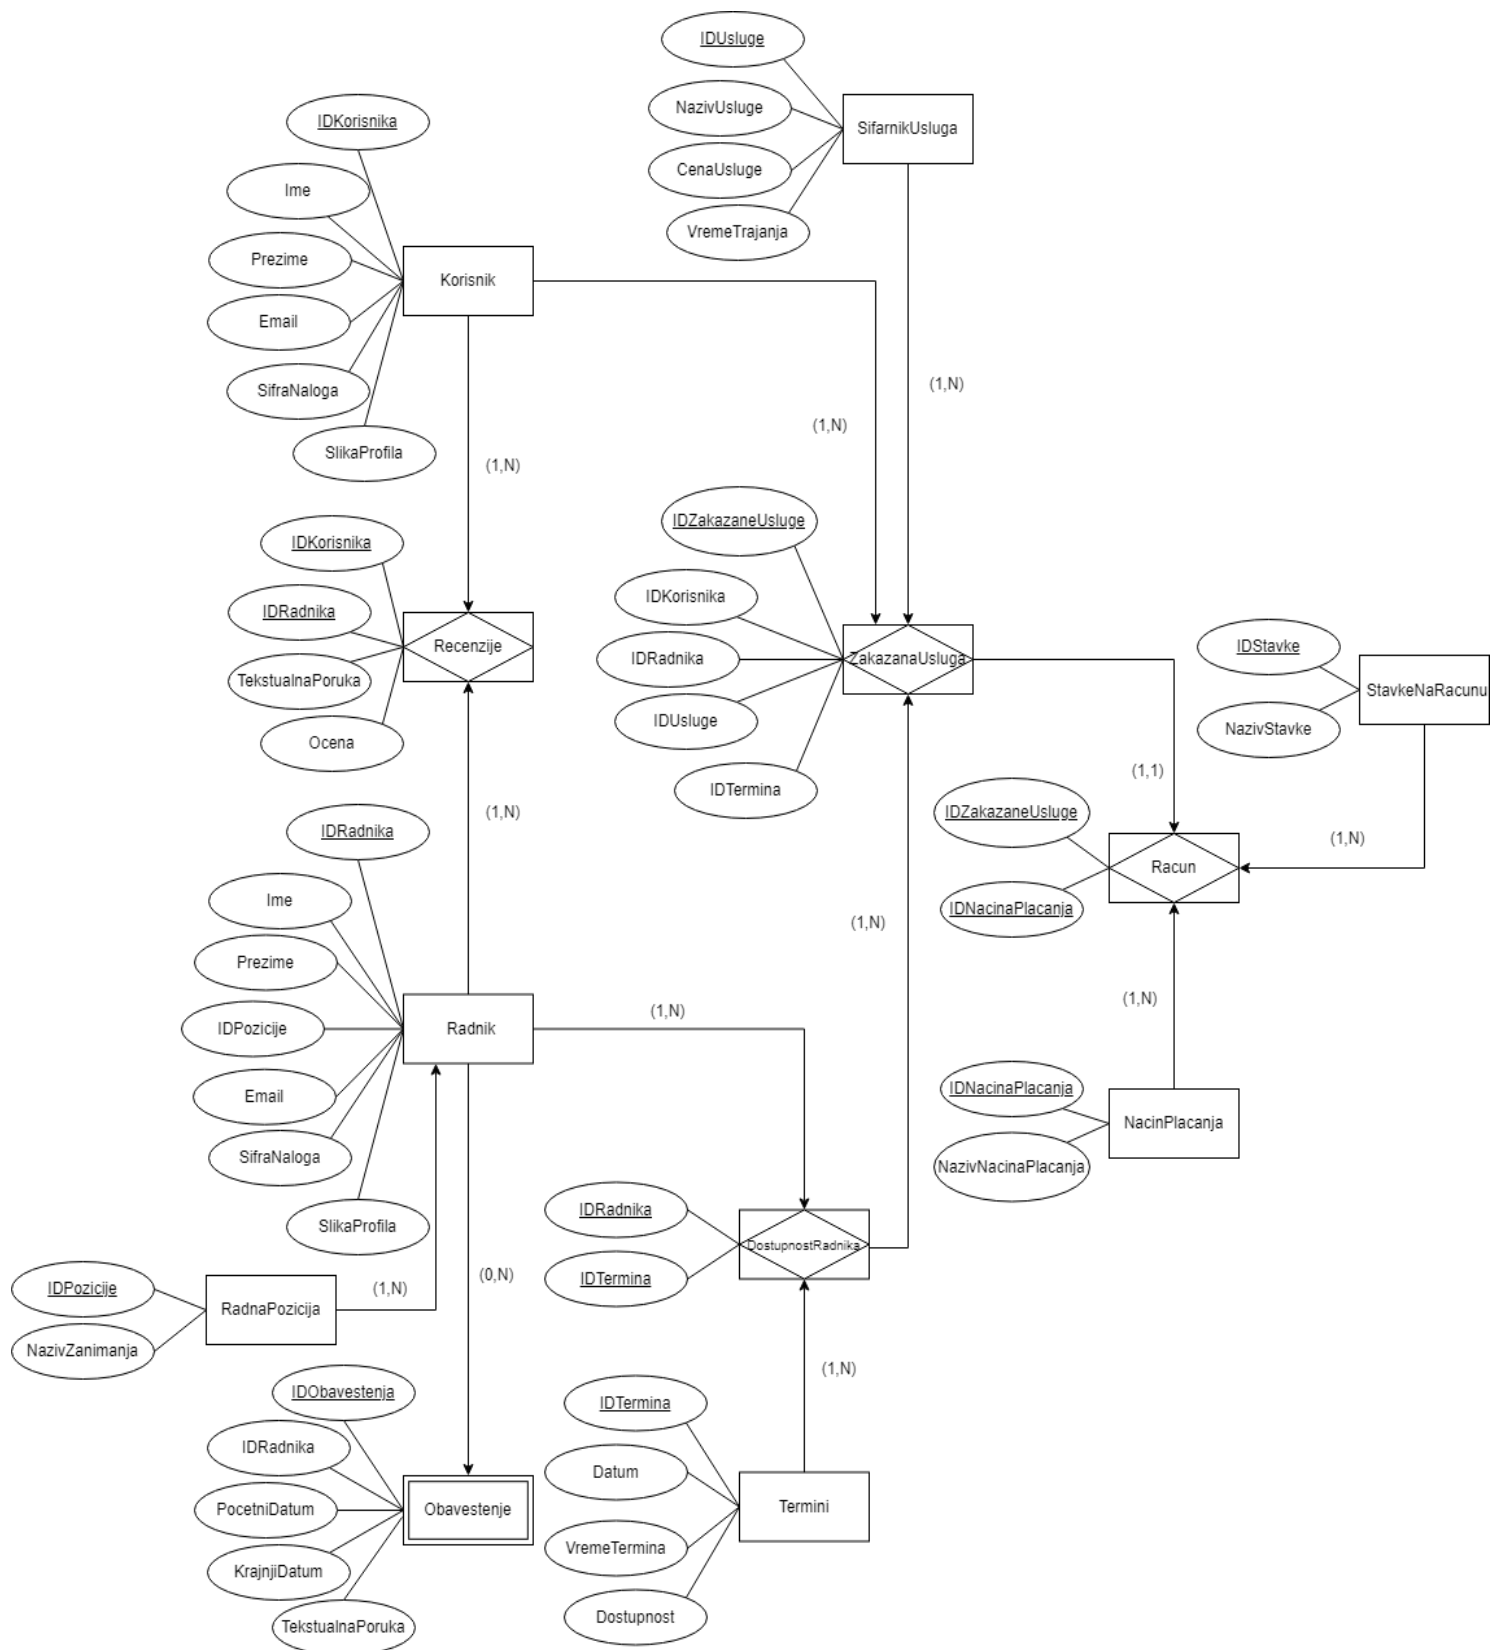 IDUsluge
NazivUsluge
CenaUsluge
VremeTrajanja
SifarnikUsluga
IDKorisnika
Ime
Prezime
Email
SifraNaloga
SlikaProfila
Korisnik
(1,N)
(1,N)
(1,N)
IDKorisnika
IDRadnika
TekstualnaPoruka
Ocena
Recenzije
(1,N)
IDZakazaneUsluge
IDKorisnika
IDRadnika
IDUsluge
IDTermina
ZakazanaUsluga
IDStavke
NazivStavke
StavkeNaRacunu
(1,1)
(1,N)
IDZakazaneUsluge
IDNacinaPlacanja
Racun
(1,N)
(1,N)
IDRadnika
Ime
Prezime
IDPozicije
Email
SifraNaloga
SlikaProfila
Radnik
(1,N)
IDNacinaPlacanja
NazivNacinaPlacanja
NacinPlacanja
IDRadnika
IDTermina
DostupnostRadnika
IDPozicije
NazivZanimanja
RadnaPozicija
(1,N)
(0,N)
(1,N)
IDObavestenja
IDRadnika
PocetniDatum
KrajnjiDatum
TekstualnaPoruka
Obavestenje
IDTermina
Datum
VremeTermina
Dostupnost
Termini